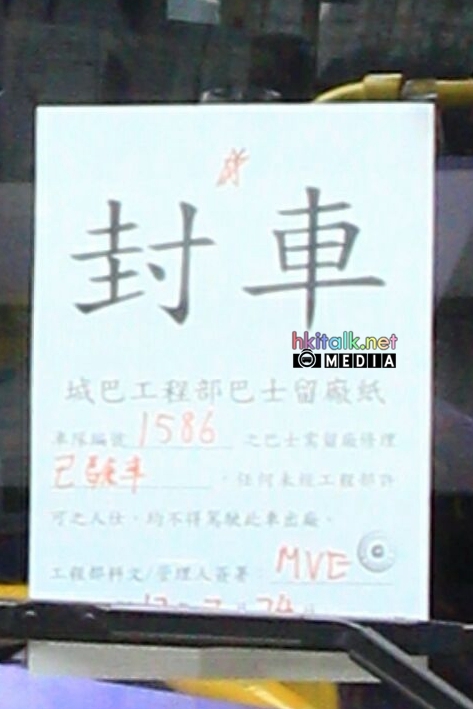 封車
hkitalk.net
MEDIA
城巴工程部巴士留廠紙
車隊編號 1586 之巴士需留廠修理
，任何未經工程部許
可之人仕，均不得駕駛此車出廠。
工程部科文/管理人簽署： MVE